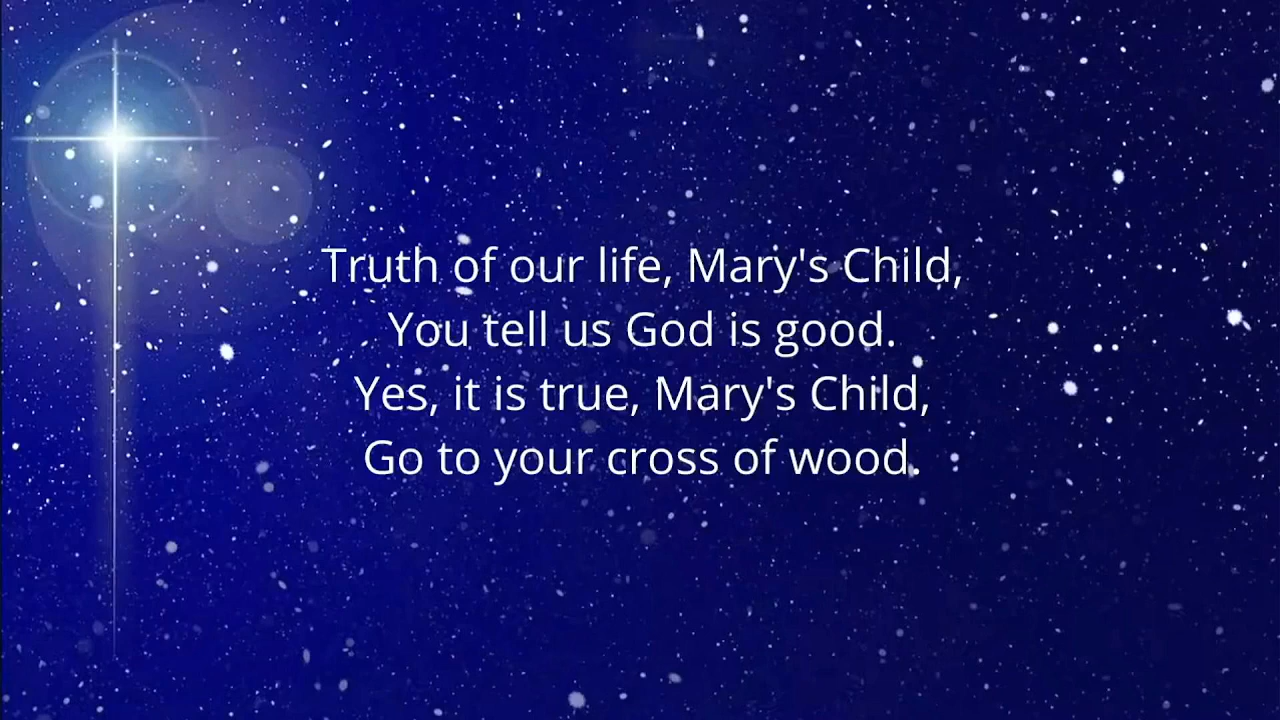 Truth of our life, Mary's Child,
You tell us God is good.
Yes, it is true, Mary's Child,
Go to your cross of wood.